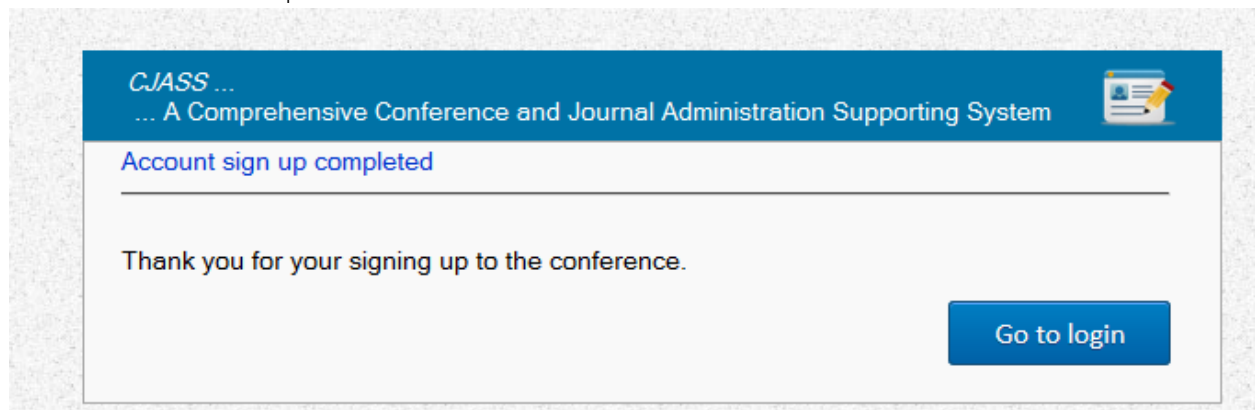 CJASS ...
... A Comprehensive Conference and Journal Administration Supporting System
Account sign up completed
Thank you for your signing up to the conference.
Go to login